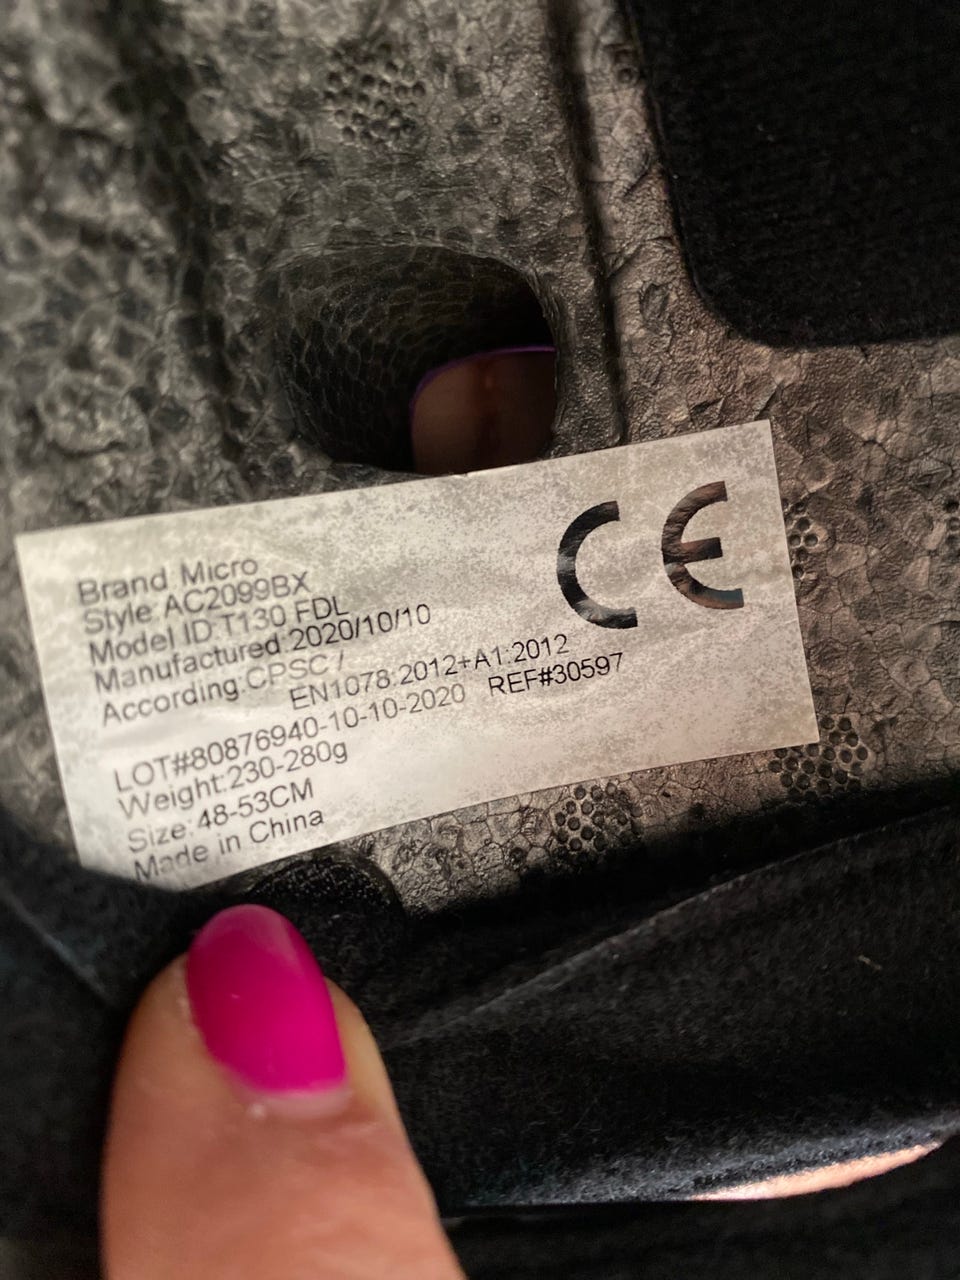 Brand Micro
Style:AC2099BX
Model ID:T130 FDL
Manufactured:2020/10/10
According:CPSC /
EN1078:2012+A1:2012
LOT#80876940-10-10-2020 REF#30597
Weight:230-280g
Size:48-53CM
Made in China
CE